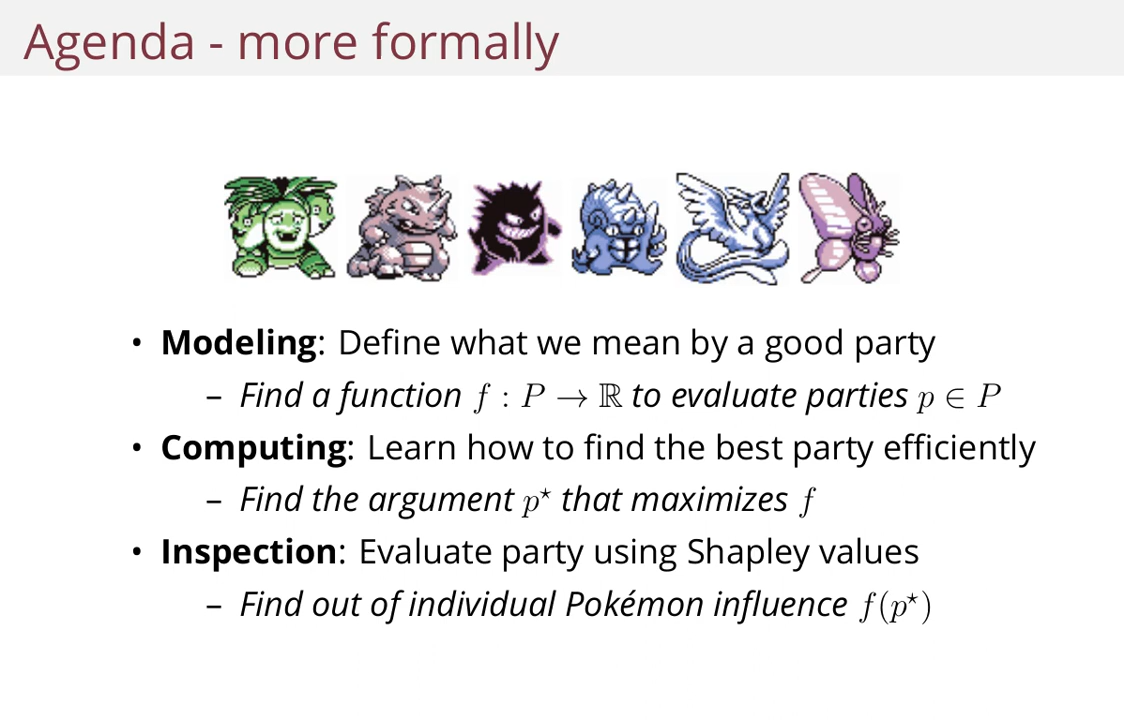 Agenda - more formally
• Modeling: Define what we mean by a good party
– Find a function f : P → ℝ to evaluate parties p ∈ P
• Computing: Learn how to find the best party efficiently
– Find the argument p⋆ that maximizes f
• Inspection: Evaluate party using Shapley values
– Find out of individual Pokémon influence f(p⋆)